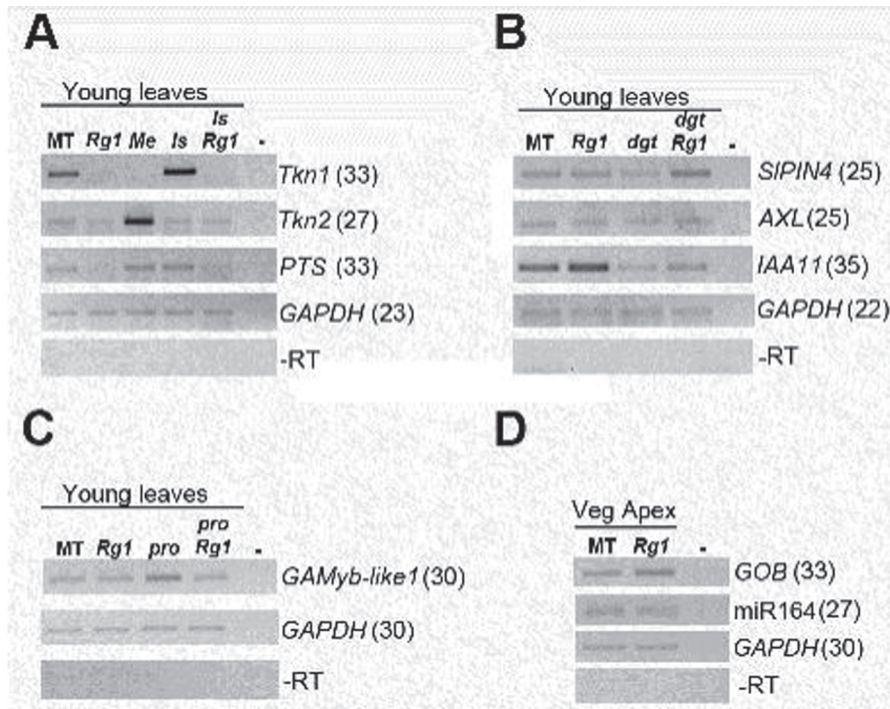 A
Young leaves
ls
MT Rg1 Me ls Rg1 -
Tkn1 (33)
Tkn2 (27)
PTS (33)
GAPDH (23)
-RT
B
Young leaves
dgt
MT Rg1 dgt Rg1 -
SlPIN4 (25)
AXL (25)
IAA11 (35)
GAPDH (22)
-RT
C
Young leaves
pro
MT Rg1 pro Rg1 -
GAMyb-like1 (30)
GAPDH (30)
-RT
D
Veg Apex
MT Rg1 -
GOB (33)
miR164 (27)
GAPDH (30)
-RT